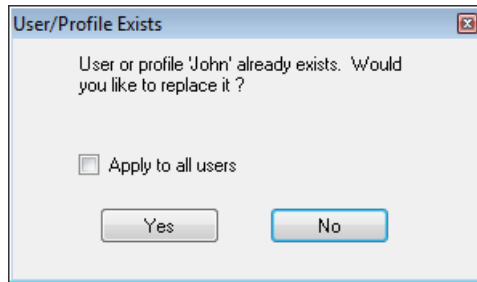 User/Profile Exists
User or profile 'John' already exists.  Would
you like to replace it ?
Apply to all users
Yes
No